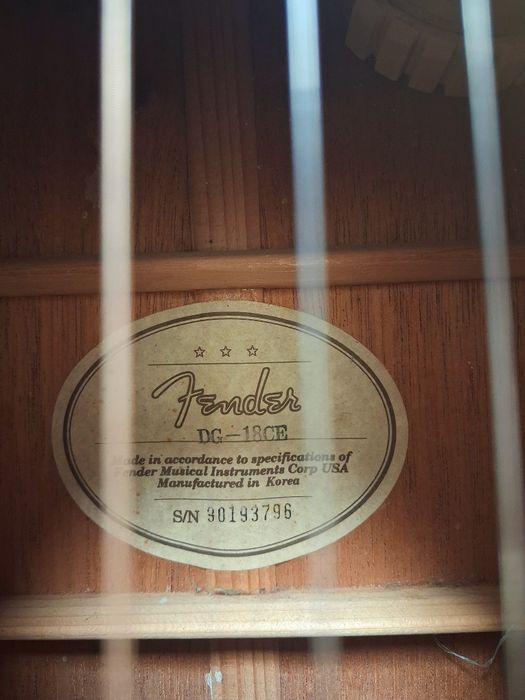 Fender
DG-18CE
Made in accordance to specifications of
Fender Musical Instruments Corp USA
Manufactured in Korea
S/N 90193796